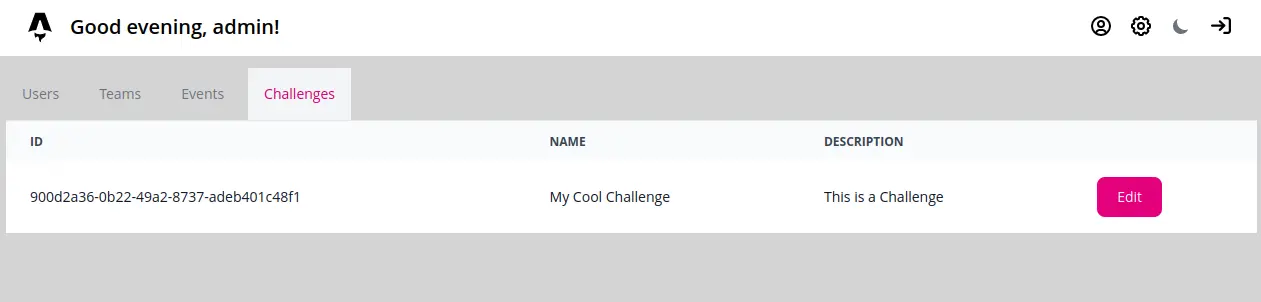 Good evening, admin!
Users Teams Events Challenges
ID NAME DESCRIPTION
900d2a36-0b22-49a2-8737-adeb401c48f1 My Cool Challenge This is a Challenge Edit